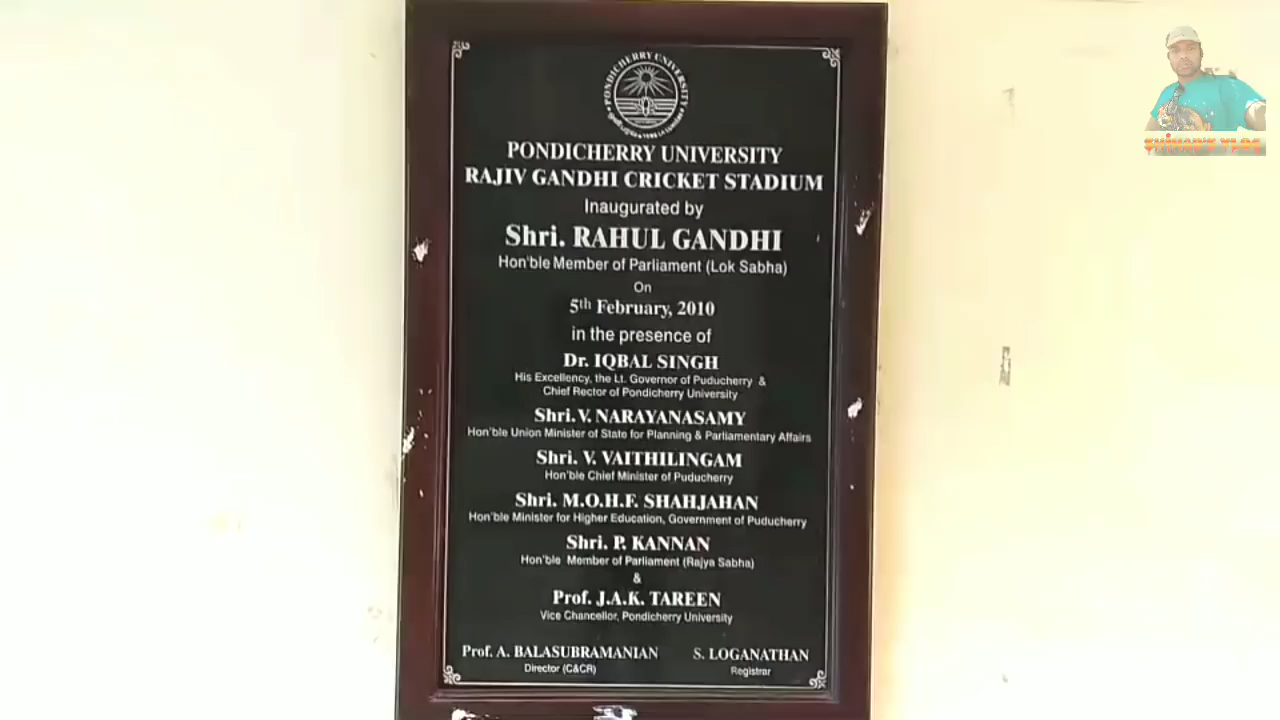 PONDICHERRY UNIVERSITY
PONDICHERRY UNIVERSITY
RAJIV GANDHI CRICKET STADIUM
Inaugurated by
Shri. RAHUL GANDHI
Hon'ble Member of Parliament (Lok Sabha)
On
5th February, 2010
in the presence of
Dr. IQBAL SINGH
His Excellency, the Lt. Governor of Puducherry &
Chief Rector of Pondicherry University
Shri. V. NARAYANASAMY
Hon'ble Union Minister of State for Planning & Parliamentary Affairs
Shri. V. VAITHILINGAM
Hon'ble Chief Minister of Puducherry
Shri. M.O.H.F. SHAHJAHAN
Hon'ble Minister for Higher Education, Government of Puducherry
Shri. P. KANNAN
Hon'ble Member of Parliament (Rajya Sabha)
&
Prof. J.A.K. TAREEN
Vice Chancellor, Pondicherry University
Prof. A. BALASUBRAMANIAN S. LOGANATHAN
Director (C&CR) Registrar